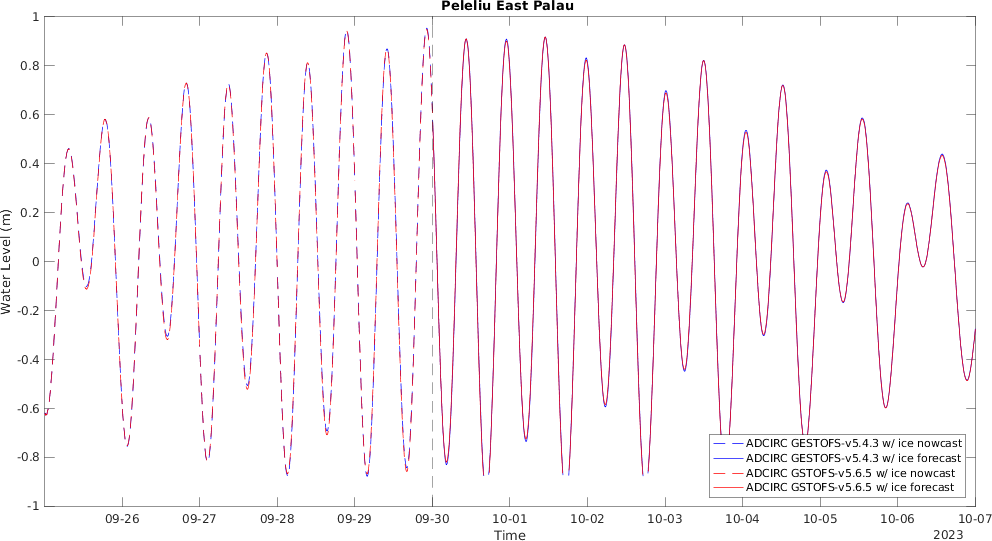 Peleliu East Palau
1
0.8
0.6
0.4
0.2
0
-0.2
-0.4
-0.6
-0.8
-1
Water Level (m)
ADCIRC GESTOFS-v5.4.3 w/ ice nowcast
ADCIRC GESTOFS-v5.4.3 w/ ice forecast
ADCIRC GSTOFS-v5.6.5 w/ ice nowcast
ADCIRC GSTOFS-v5.6.5 w/ ice forecast
09-26 09-27 09-28 09-29 09-30 10-01 10-02 10-03 10-04 10-05 10-06 10-07
Time
2023